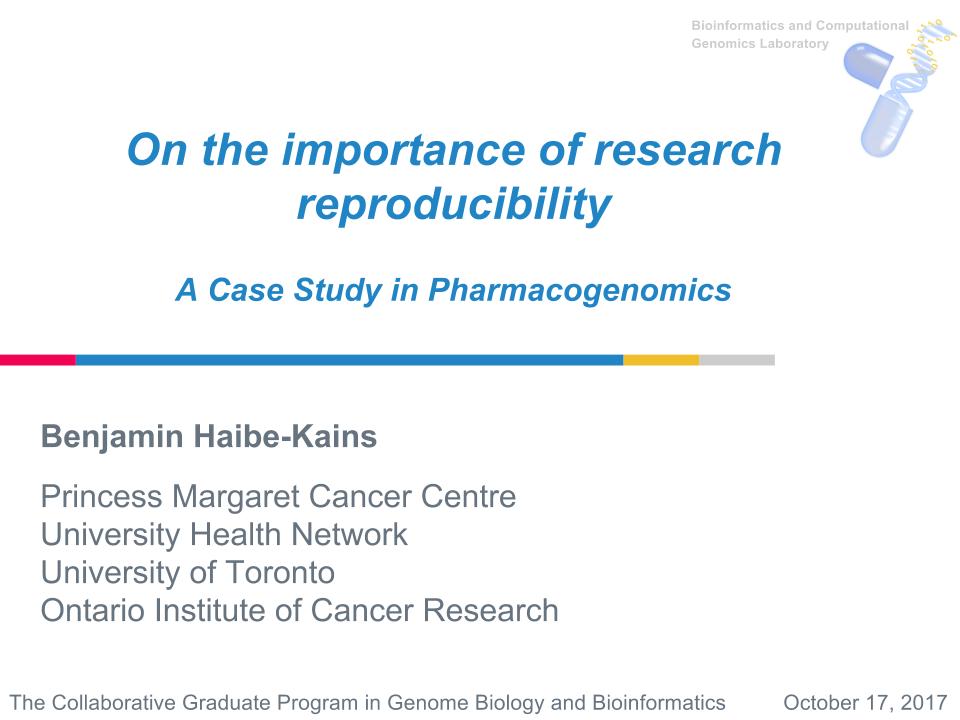 Bioinformatics and Computational
Genomics Laboratory
On the importance of research
reproducibility
A Case Study in Pharmacogenomics
Benjamin Haibe-Kains
Princess Margaret Cancer Centre
University Health Network
University of Toronto
Ontario Institute of Cancer Research
The Collaborative Graduate Program in Genome Biology and Bioinformatics October 17, 2017